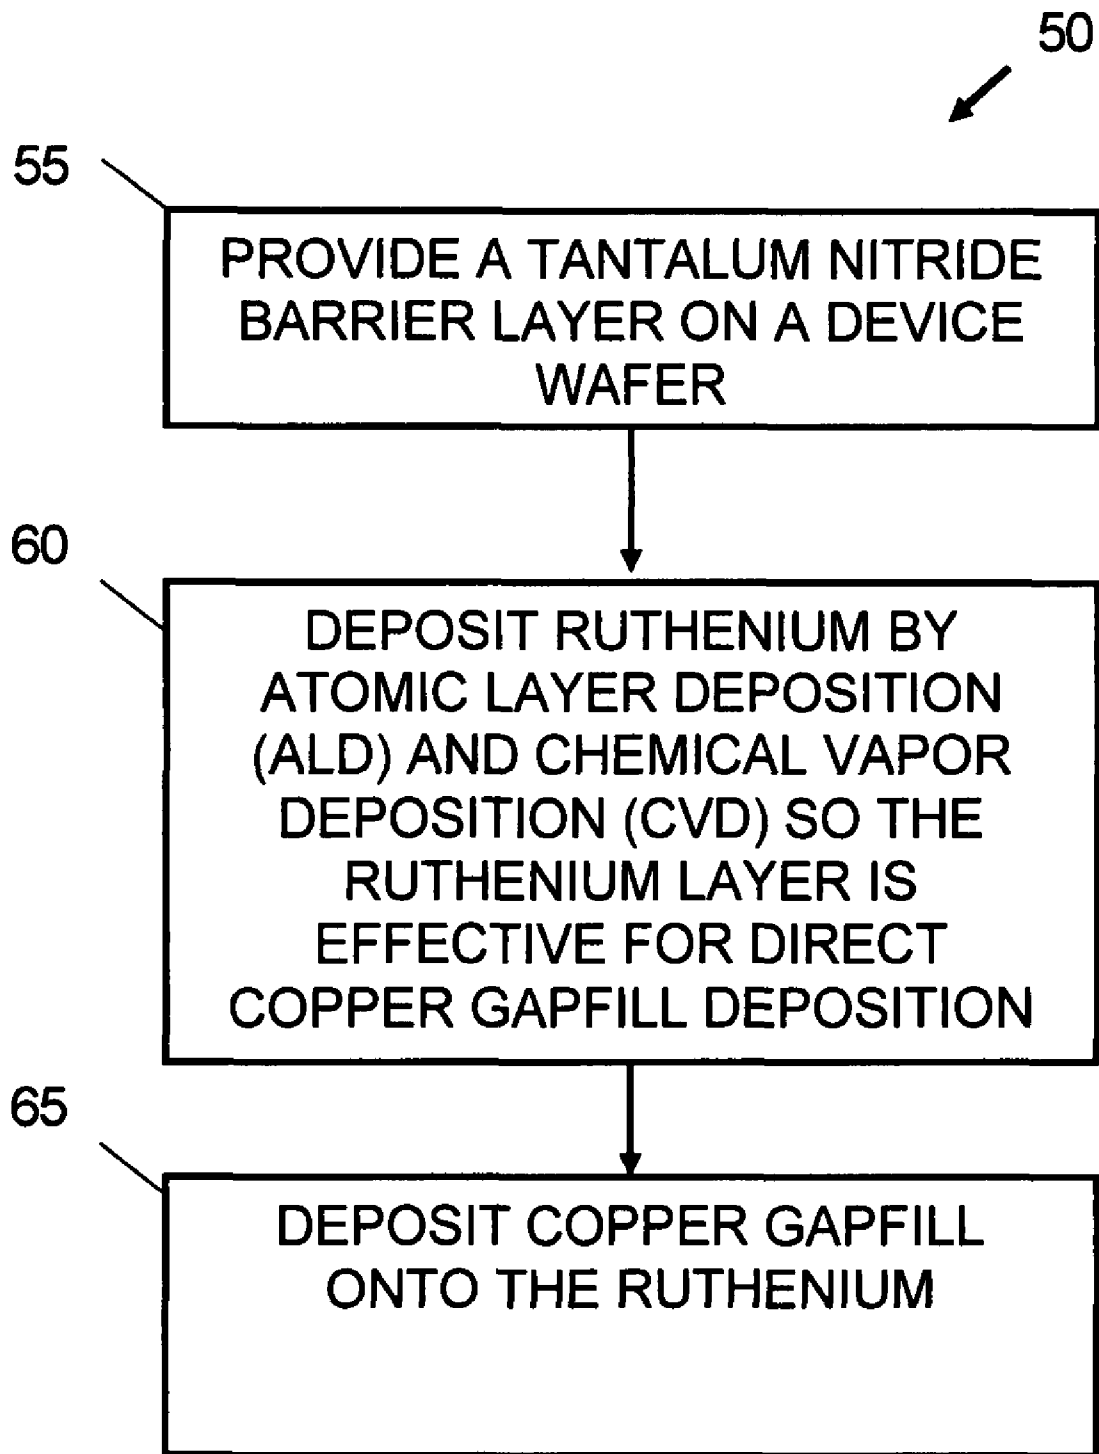 50
55
PROVIDE A TANTALUM NITRIDE
BARRIER LAYER ON A DEVICE
WAFER
60
DEPOSIT RUTHENIUM BY
ATOMIC LAYER DEPOSITION
(ALD) AND CHEMICAL VAPOR
DEPOSITION (CVD) SO THE
RUTHENIUM LAYER IS
EFFECTIVE FOR DIRECT
COPPER GAPFILL DEPOSITION
65
DEPOSIT COPPER GAPFILL
ONTO THE RUTHENIUM